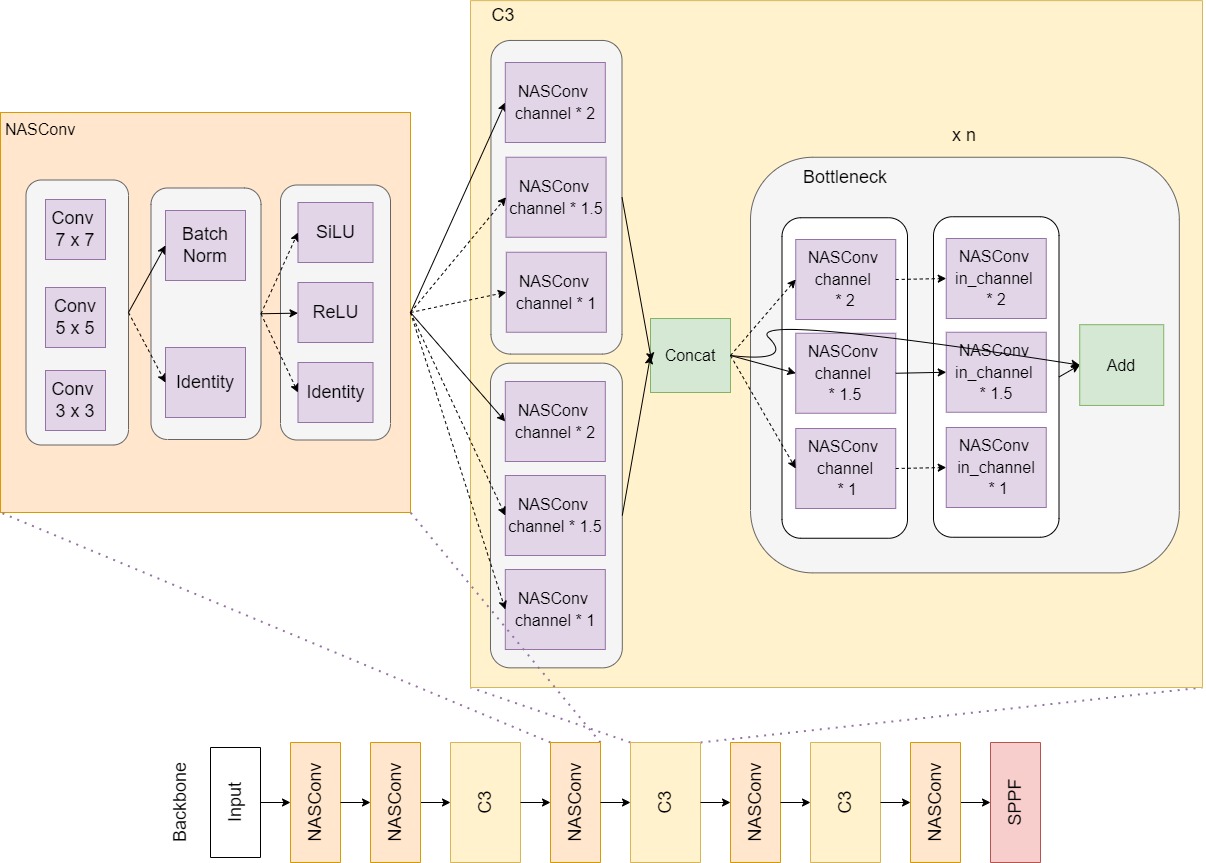 C3
NASConv
channel * 2
NASConv
channel * 1.5
NASConv
channel * 1
NASConv
channel * 2
NASConv
channel * 1.5
NASConv
channel * 1
NASConv
Conv
7 x 7
Conv
5 x 5
Conv
3 x 3
Batch
Norm
Identity
SiLU
ReLU
Identity
Concat
x n
Bottleneck
NASConv
channel
* 2
NASConv
channel
* 1.5
NASConv
channel
* 1
NASConv
in_channel
* 2
NASConv
in_channel
* 1.5
NASConv
in_channel
* 1
Add
Backbone
Input
NASConv
NASConv
C3
NASConv
C3
NASConv
C3
NASConv
SPPF